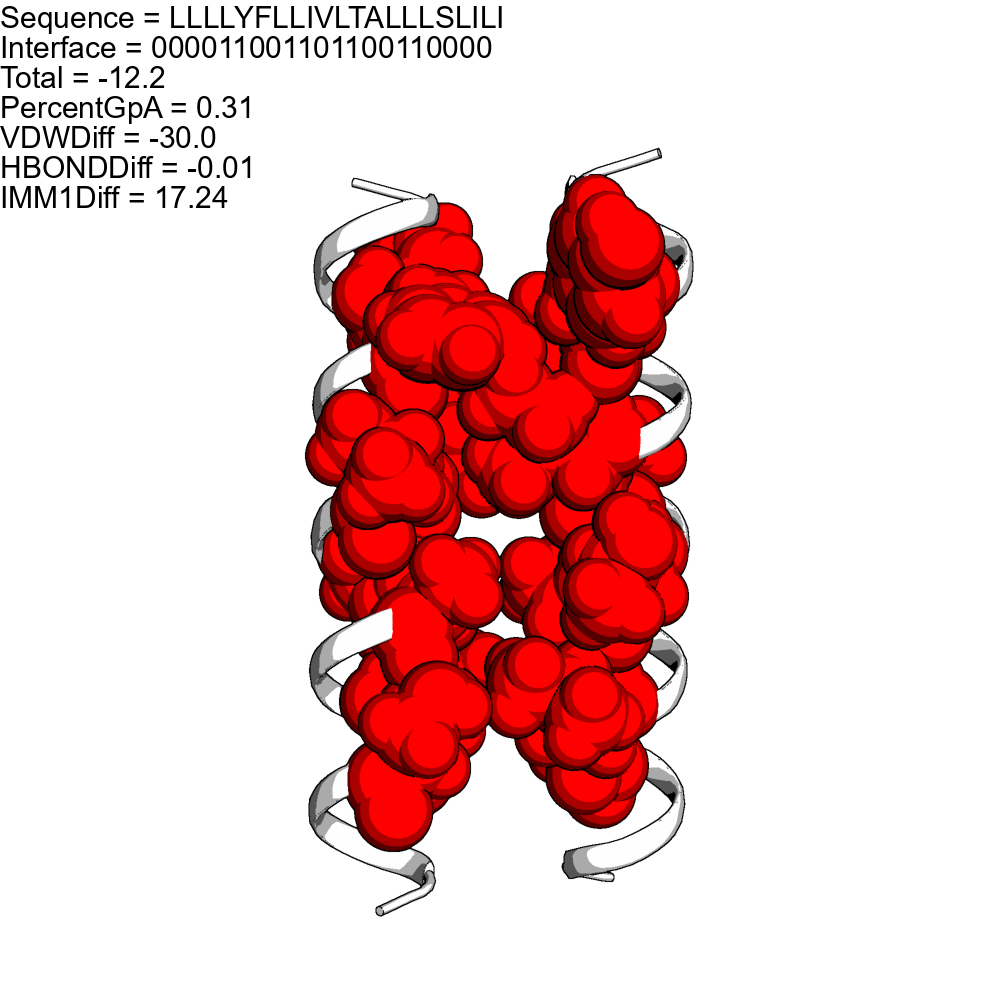 Sequence = LLLLYFLLIVLTALLLSLILI
Interface = 000011001101100110000
Total = -12.2
PercentGpA = 0.31
VDWDiff = -30.0
HBONDDiff = -0.01
IMM1Diff = 17.24